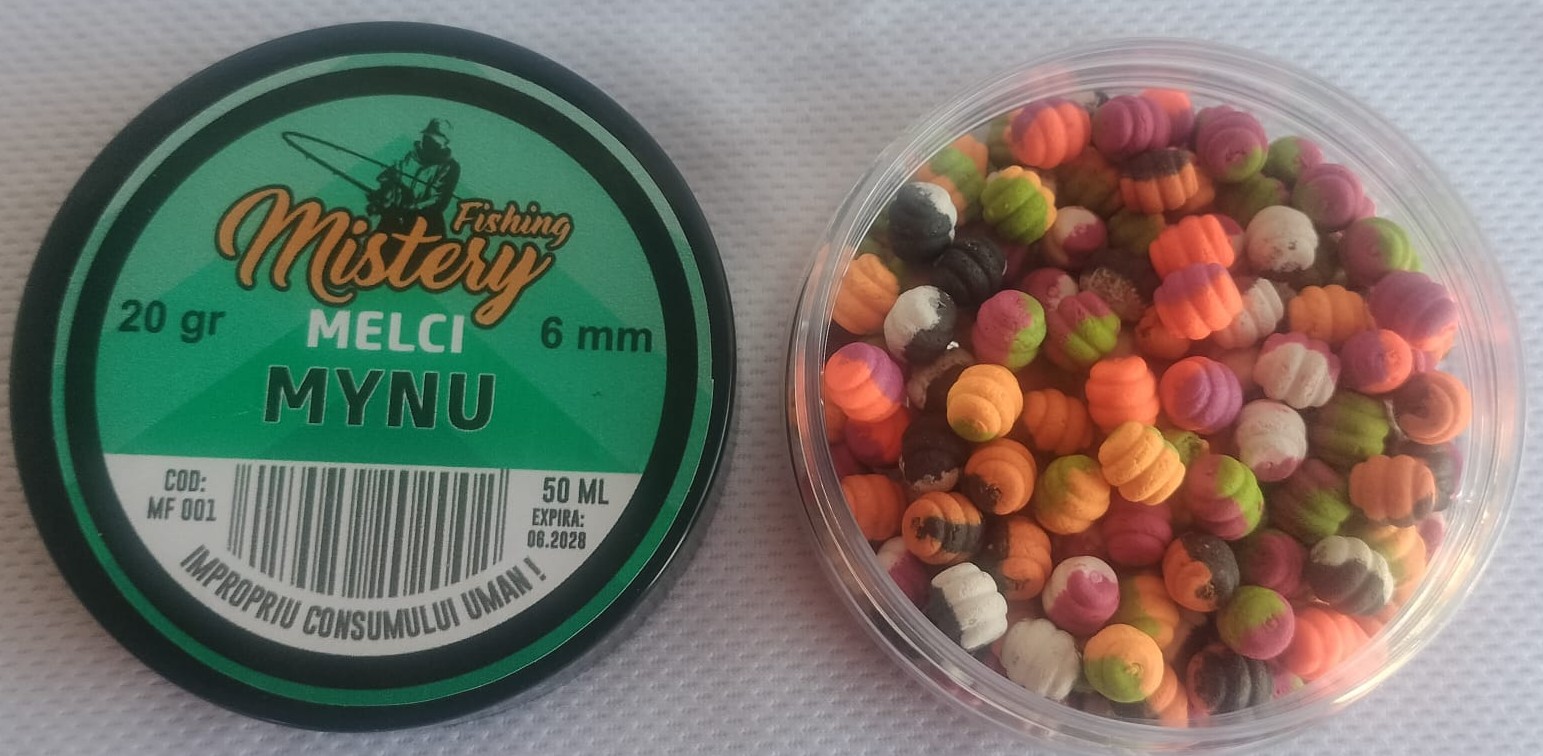 Mistery Fishing
20 gr MELCI 6 mm
MYNU
COD:
MF 001
50 ML
EXPIRA:
06.2028
IMPROPRIU CONSUMULUI UMAN !